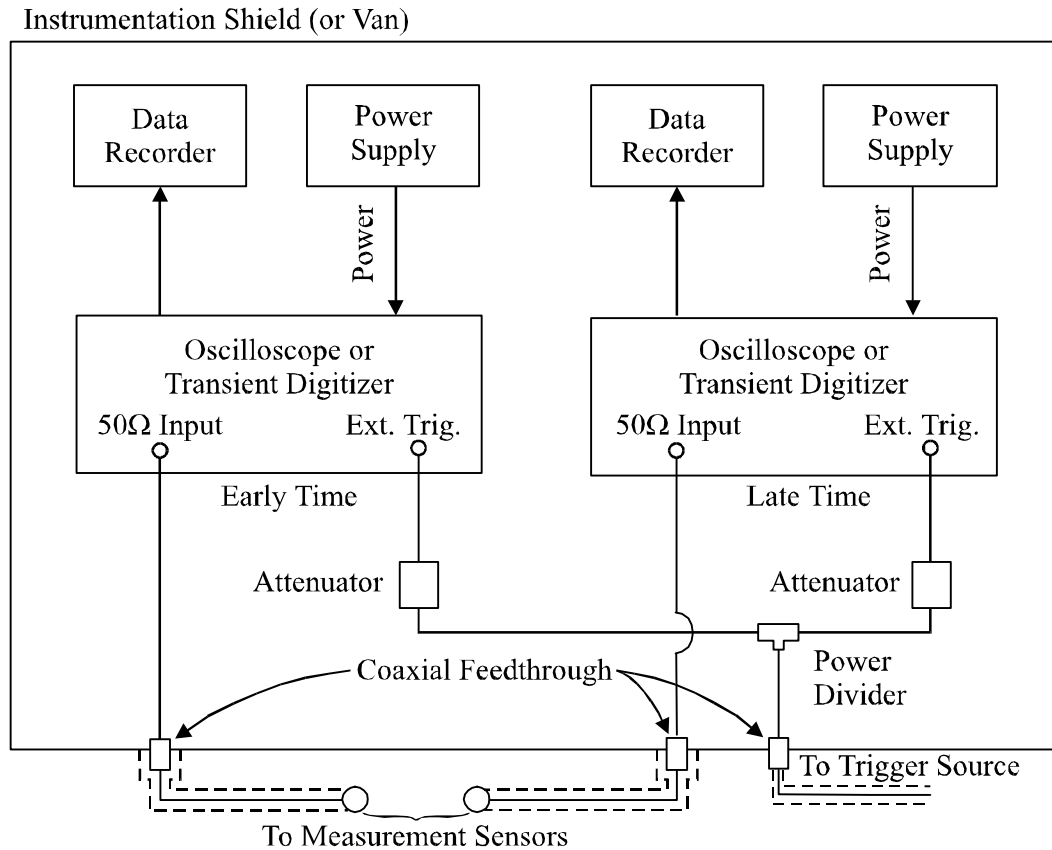 Instrumentation Shield (or Van)
Data
Recorder
Power
Supply
Data
Recorder
Power
Supply
Power
Power
Oscilloscope or
Transient Digitizer
50Ω Input
Ext. Trig.
Oscilloscope or
Transient Digitizer
50Ω Input
Ext. Trig.
Early Time
Late Time
Attenuator
Attenuator
Coaxial Feedthrough
Power
Divider
To Trigger Source
To Measurement Sensors